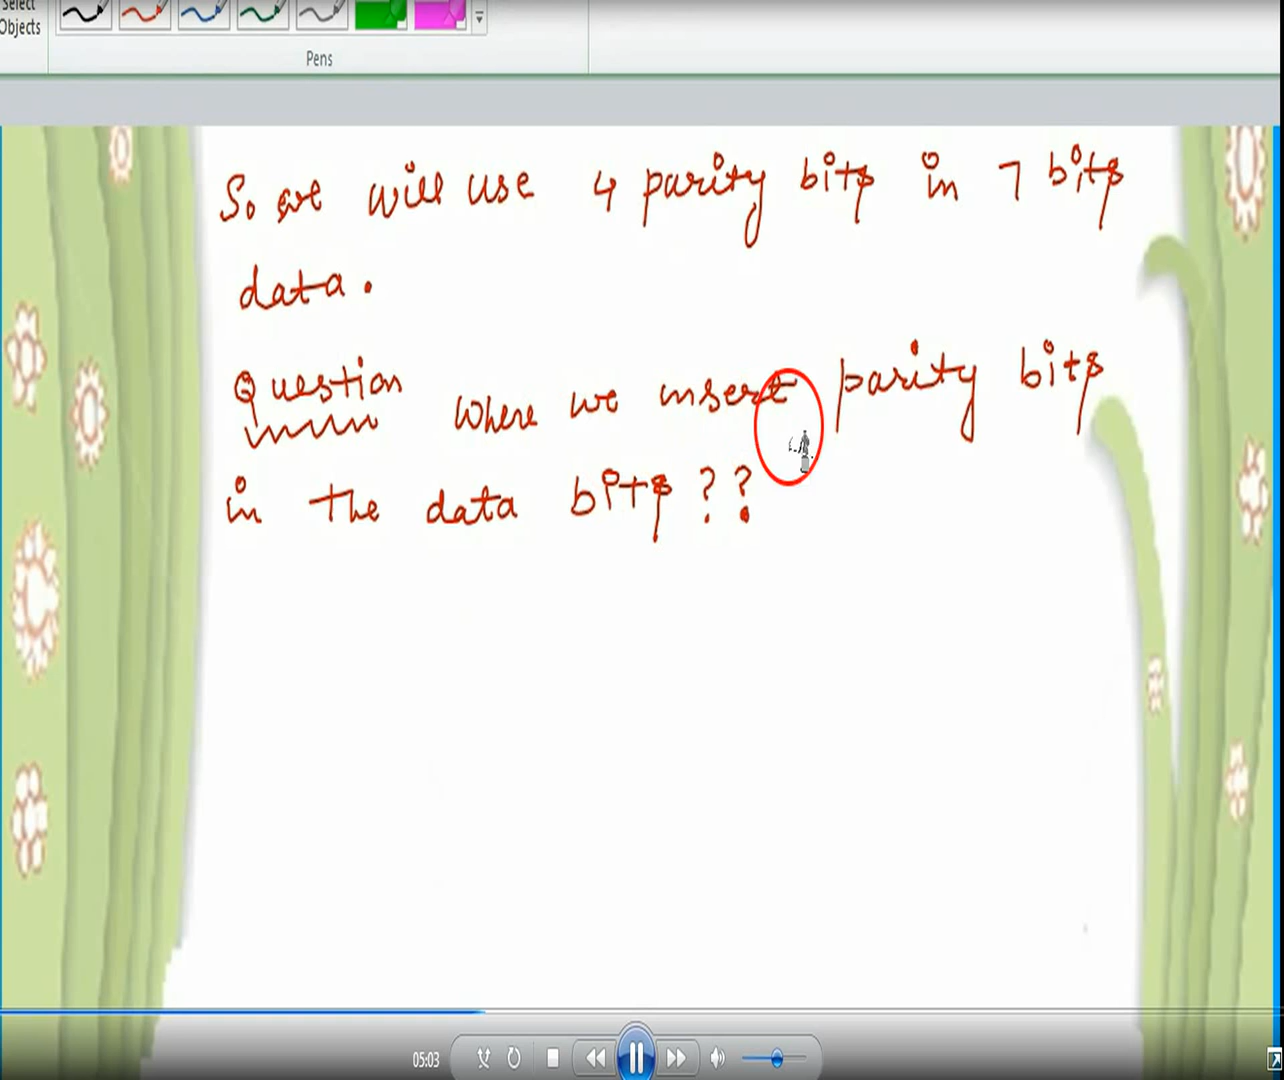 Select
Objects
Pens
So we will use 4 parity bits in 7 bits
data.
Question where we insert parity bits
in the data bits ??
05:03